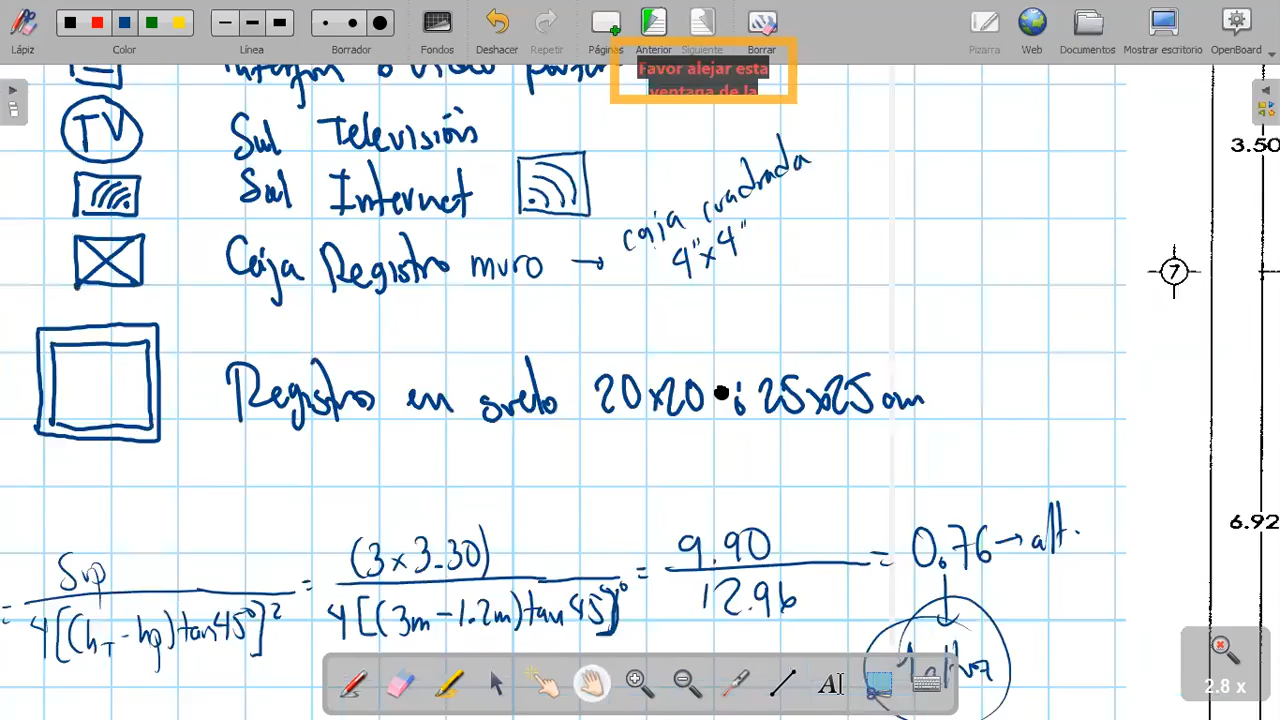 Lápiz Color Línea Borrador Fondos Deshacer Repetir Páginas Anterior Siguiente Borrar Pizarra Web Documentos Mostrar escritorio OpenBoard
Favor alejar esta
ventana de la
TV Sal Televisión
Sal Internet
caja cuadrada
4"x4"
Caja Registro muro →
Registro en suelo 20x20 ó 25x25 cm
3.50
7
6.92
= Sup / 4[(hT - hg) tan 45°]² = (3 x 3.30) / 4[(3m - 1.2m) tan 45°]² = 9.90 / 12.96 = 0.76 → alt.
2.8 x